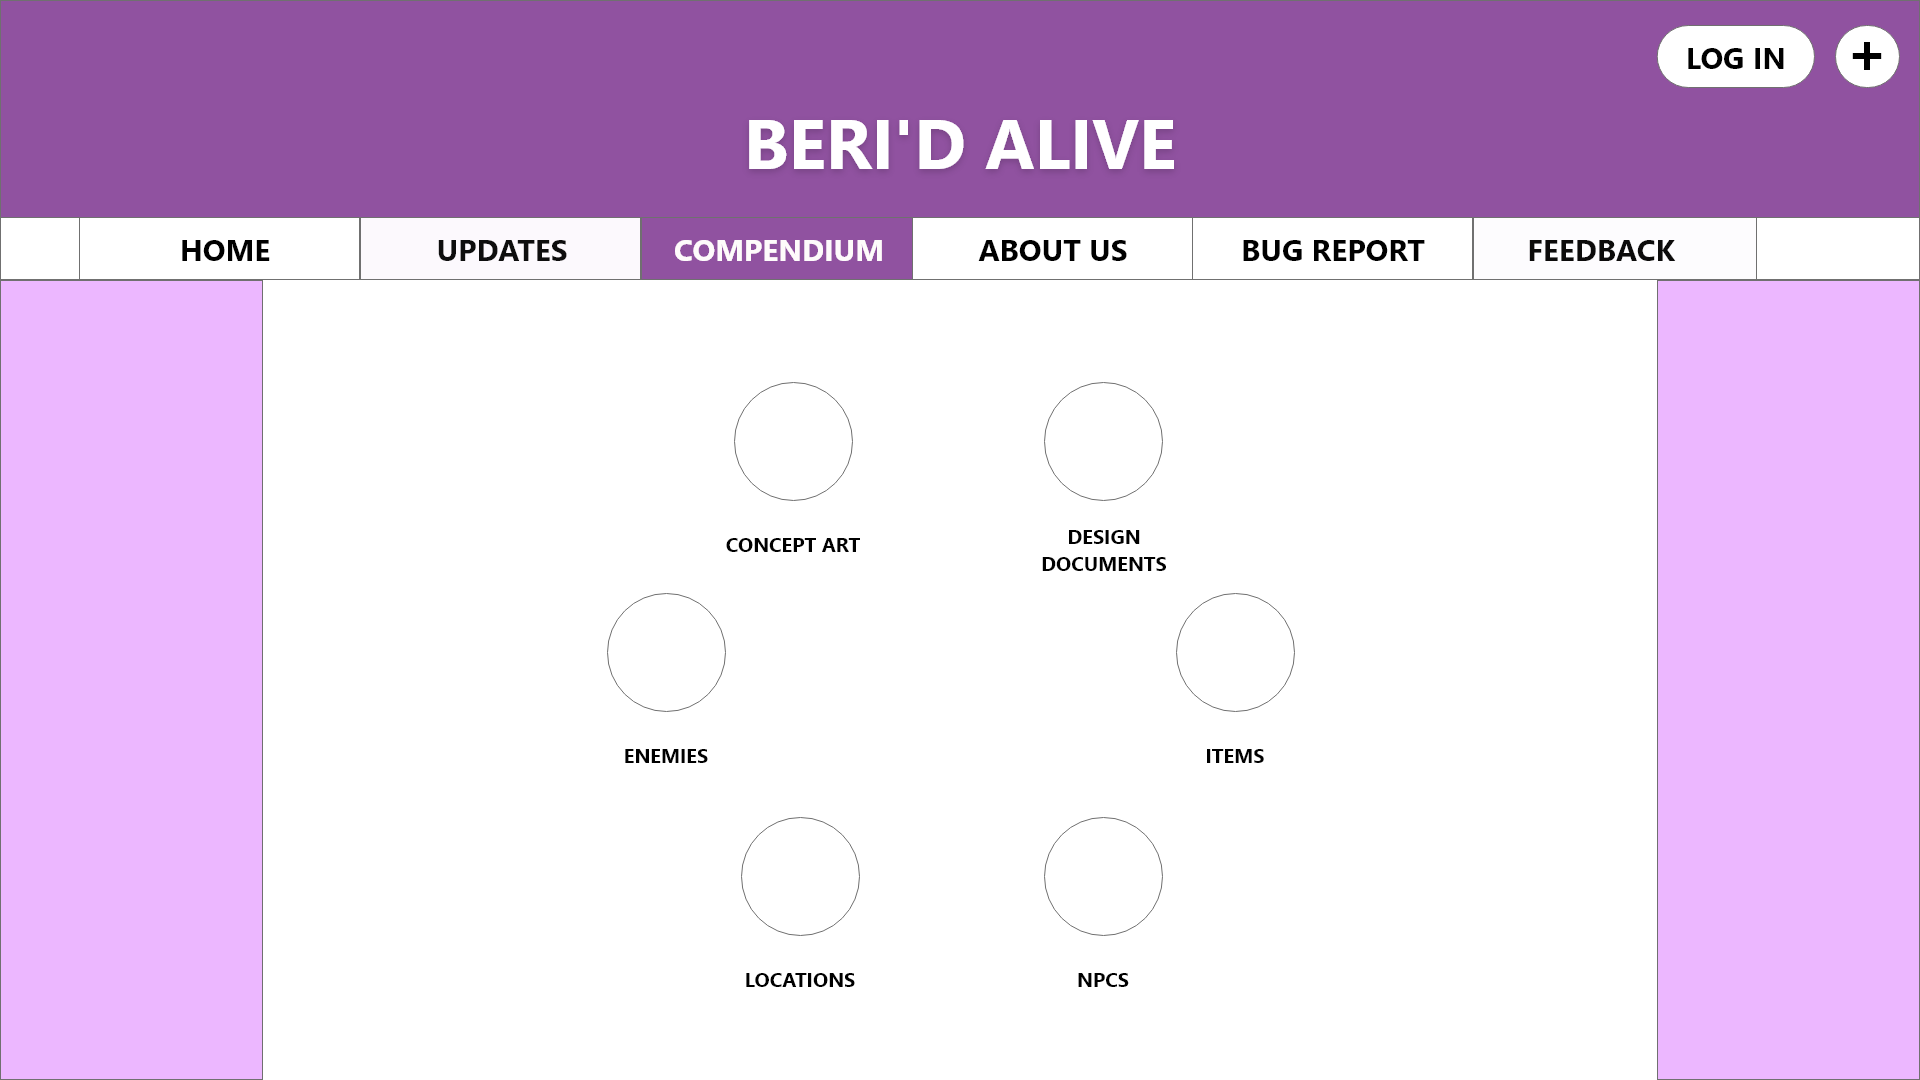 LOG IN
+
BERI'D ALIVE
HOME
UPDATES
COMPENDIUM
ABOUT US
BUG REPORT
FEEDBACK
CONCEPT ART
DESIGN
DOCUMENTS
ENEMIES
ITEMS
LOCATIONS
NPCS